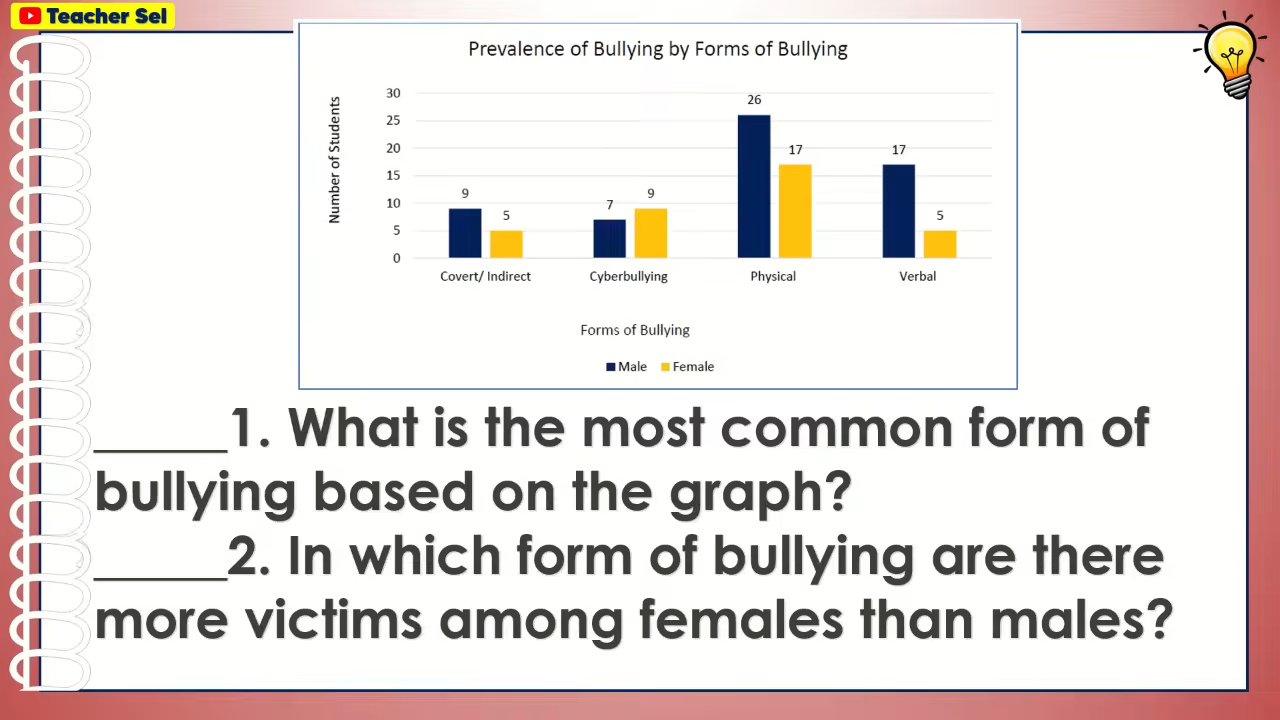 Teacher Sel
Prevalence of Bullying by Forms of Bullying
Number of Students
30
25
20
15
10
5
0
9
5
7
9
26
17
17
5
Covert/ Indirect
Cyberbullying
Physical
Verbal
Forms of Bullying
Male
Female
_____1. What is the most common form of
bullying based on the graph?
_____2. In which form of bullying are there
more victims among females than males?